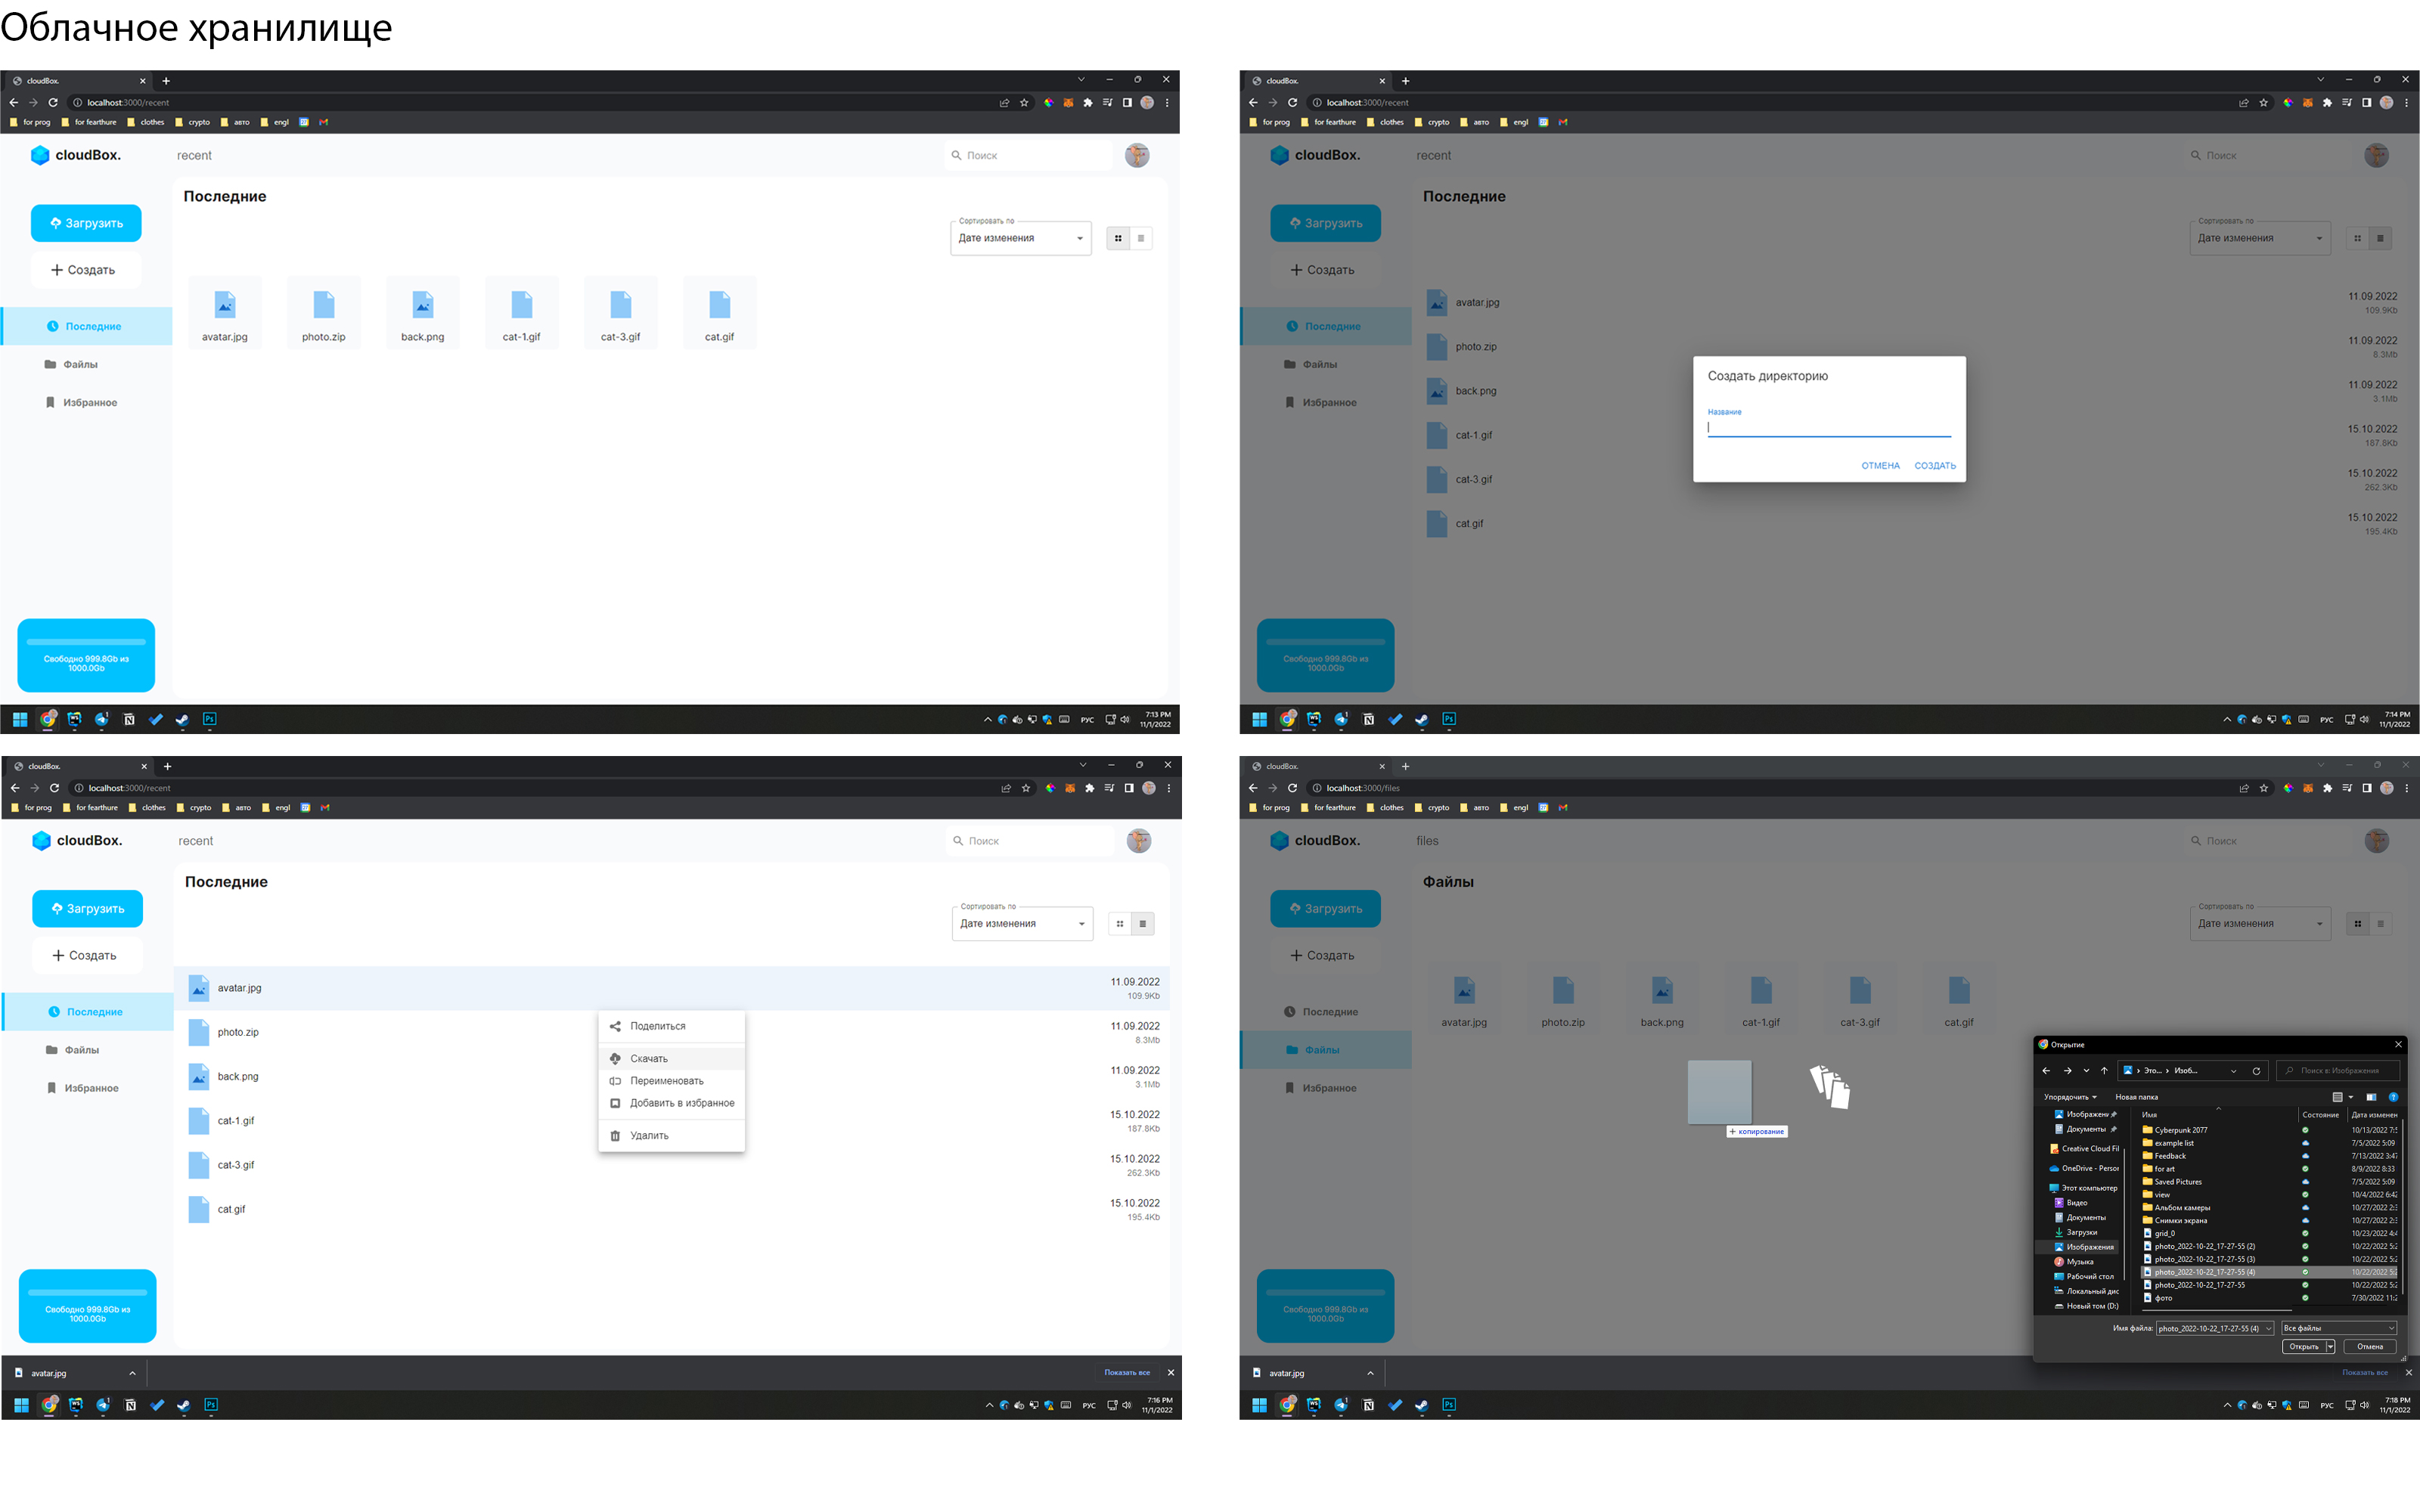 Облачное хранилище
cloudBox.
localhost:3000/recent
for prog for fearthure clothes crypto авто engl
cloudBox. recent Поиск
Последние
Загрузить
Сортировать по
Дате изменения
Создать
avatar.jpg photo.zip back.png cat-1.gif cat-3.gif cat.gif
Последние
Файлы
Избранное
Свободно 999.8Gb из
1000.0Gb
РУС
7:13 PM
11/1/2022
cloudBox.
localhost:3000/recent
for prog for fearthure clothes crypto авто engl
cloudBox. recent Поиск
Последние
Загрузить
Сортировать по
Дате изменения
Создать
Последние
Файлы
Избранное
avatar.jpg 11.09.2022
109.9Kb
photo.zip 11.09.2022
8.3Mb
back.png 11.09.2022
3.1Mb
cat-1.gif 15.10.2022
187.8Kb
cat-3.gif 15.10.2022
262.3Kb
cat.gif 15.10.2022
195.4Kb
Создать директорию
Название
ОТМЕНА СОЗДАТЬ
Свободно 999.8Gb из
1000.0Gb
РУС
7:14 PM
11/1/2022
cloudBox.
localhost:3000/recent
for prog for fearthure clothes crypto авто engl
cloudBox. recent Поиск
Последние
Загрузить
Сортировать по
Дате изменения
Создать
Последние
Файлы
Избранное
avatar.jpg 11.09.2022
109.9Kb
photo.zip 11.09.2022
8.3Mb
back.png 11.09.2022
3.1Mb
cat-1.gif 15.10.2022
187.8Kb
cat-3.gif 15.10.2022
262.3Kb
cat.gif 15.10.2022
195.4Kb
Поделиться
Скачать
Переименовать
Добавить в избранное
Удалить
Свободно 999.8Gb из
1000.0Gb
avatar.jpg Показать все
РУС
7:16 PM
11/1/2022
cloudBox.
localhost:3000/files
for prog for fearthure clothes crypto авто engl
cloudBox. files Поиск
Файлы
Загрузить
Сортировать по
Дате изменения
Создать
avatar.jpg photo.zip back.png cat-1.gif cat-3.gif cat.gif
Последние
Файлы
Избранное
+ копирование
Открытие
Это... Изоб... Поиск в: Изображения
Упорядочить Новая папка
Изображени
Документы
Creative Cloud Fil
OneDrive - Person
Этот компьютер
Видео
Документы
Загрузки
Изображения
Музыка
Рабочий стол
Локальный дис
Новый том (D:)
Имя Состояние Дата изменен
Cyberpunk 2077 10/13/2022 7:5
example list 7/5/2022 5:09
Feedback 7/13/2022 3:47
for art 8/9/2022 8:33
Saved Pictures 7/5/2022 5:09
view 10/4/2022 6:42
Альбом камеры 10/27/2022 2:3
Снимки экрана 10/27/2022 2:3
grid_0 10/23/2022 4:4
photo_2022-10-22_17-27-55 (2) 10/22/2022 5:2
photo_2022-10-22_17-27-55 (3) 10/22/2022 5:2
photo_2022-10-22_17-27-55 (4) 10/22/2022 5:2
photo_2022-10-22_17-27-55 10/22/2022 5:2
фото 7/30/2022 11:2
Имя файла: photo_2022-10-22_17-27-55 (4) Все файлы
Открыть Отмена
Свободно 999.8Gb из
1000.0Gb
avatar.jpg Показать все
РУС
7:18 PM
11/1/2022